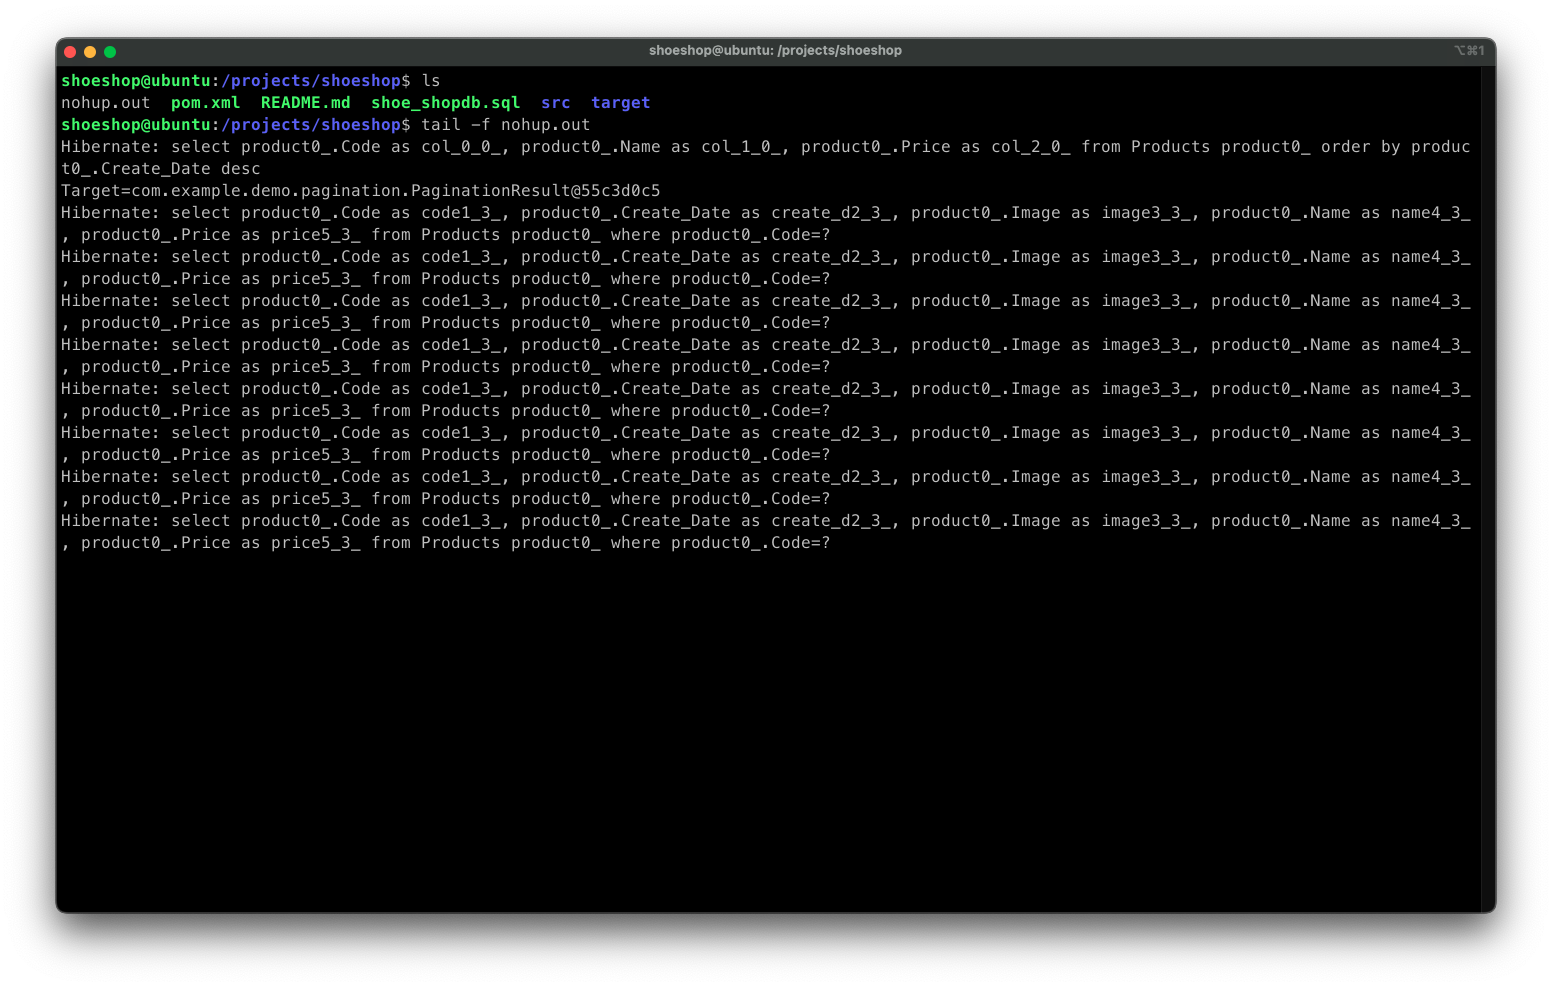 shoeshop@ubuntu: /projects/shoeshop
⌥⌘1
shoeshop@ubuntu:/projects/shoeshop$ ls
nohup.out  pom.xml  README.md  shoe_shopdb.sql  src  target
shoeshop@ubuntu:/projects/shoeshop$ tail -f nohup.out
Hibernate: select product0_.Code as col_0_0_, product0_.Name as col_1_0_, product0_.Price as col_2_0_ from Products product0_ order by produc
t0_.Create_Date desc
Target=com.example.demo.pagination.PaginationResult@55c3d0c5
Hibernate: select product0_.Code as code1_3_, product0_.Create_Date as create_d2_3_, product0_.Image as image3_3_, product0_.Name as name4_3_
, product0_.Price as price5_3_ from Products product0_ where product0_.Code=?
Hibernate: select product0_.Code as code1_3_, product0_.Create_Date as create_d2_3_, product0_.Image as image3_3_, product0_.Name as name4_3_
, product0_.Price as price5_3_ from Products product0_ where product0_.Code=?
Hibernate: select product0_.Code as code1_3_, product0_.Create_Date as create_d2_3_, product0_.Image as image3_3_, product0_.Name as name4_3_
, product0_.Price as price5_3_ from Products product0_ where product0_.Code=?
Hibernate: select product0_.Code as code1_3_, product0_.Create_Date as create_d2_3_, product0_.Image as image3_3_, product0_.Name as name4_3_
, product0_.Price as price5_3_ from Products product0_ where product0_.Code=?
Hibernate: select product0_.Code as code1_3_, product0_.Create_Date as create_d2_3_, product0_.Image as image3_3_, product0_.Name as name4_3_
, product0_.Price as price5_3_ from Products product0_ where product0_.Code=?
Hibernate: select product0_.Code as code1_3_, product0_.Create_Date as create_d2_3_, product0_.Image as image3_3_, product0_.Name as name4_3_
, product0_.Price as price5_3_ from Products product0_ where product0_.Code=?
Hibernate: select product0_.Code as code1_3_, product0_.Create_Date as create_d2_3_, product0_.Image as image3_3_, product0_.Name as name4_3_
, product0_.Price as price5_3_ from Products product0_ where product0_.Code=?
Hibernate: select product0_.Code as code1_3_, product0_.Create_Date as create_d2_3_, product0_.Image as image3_3_, product0_.Name as name4_3_
, product0_.Price as price5_3_ from Products product0_ where product0_.Code=?